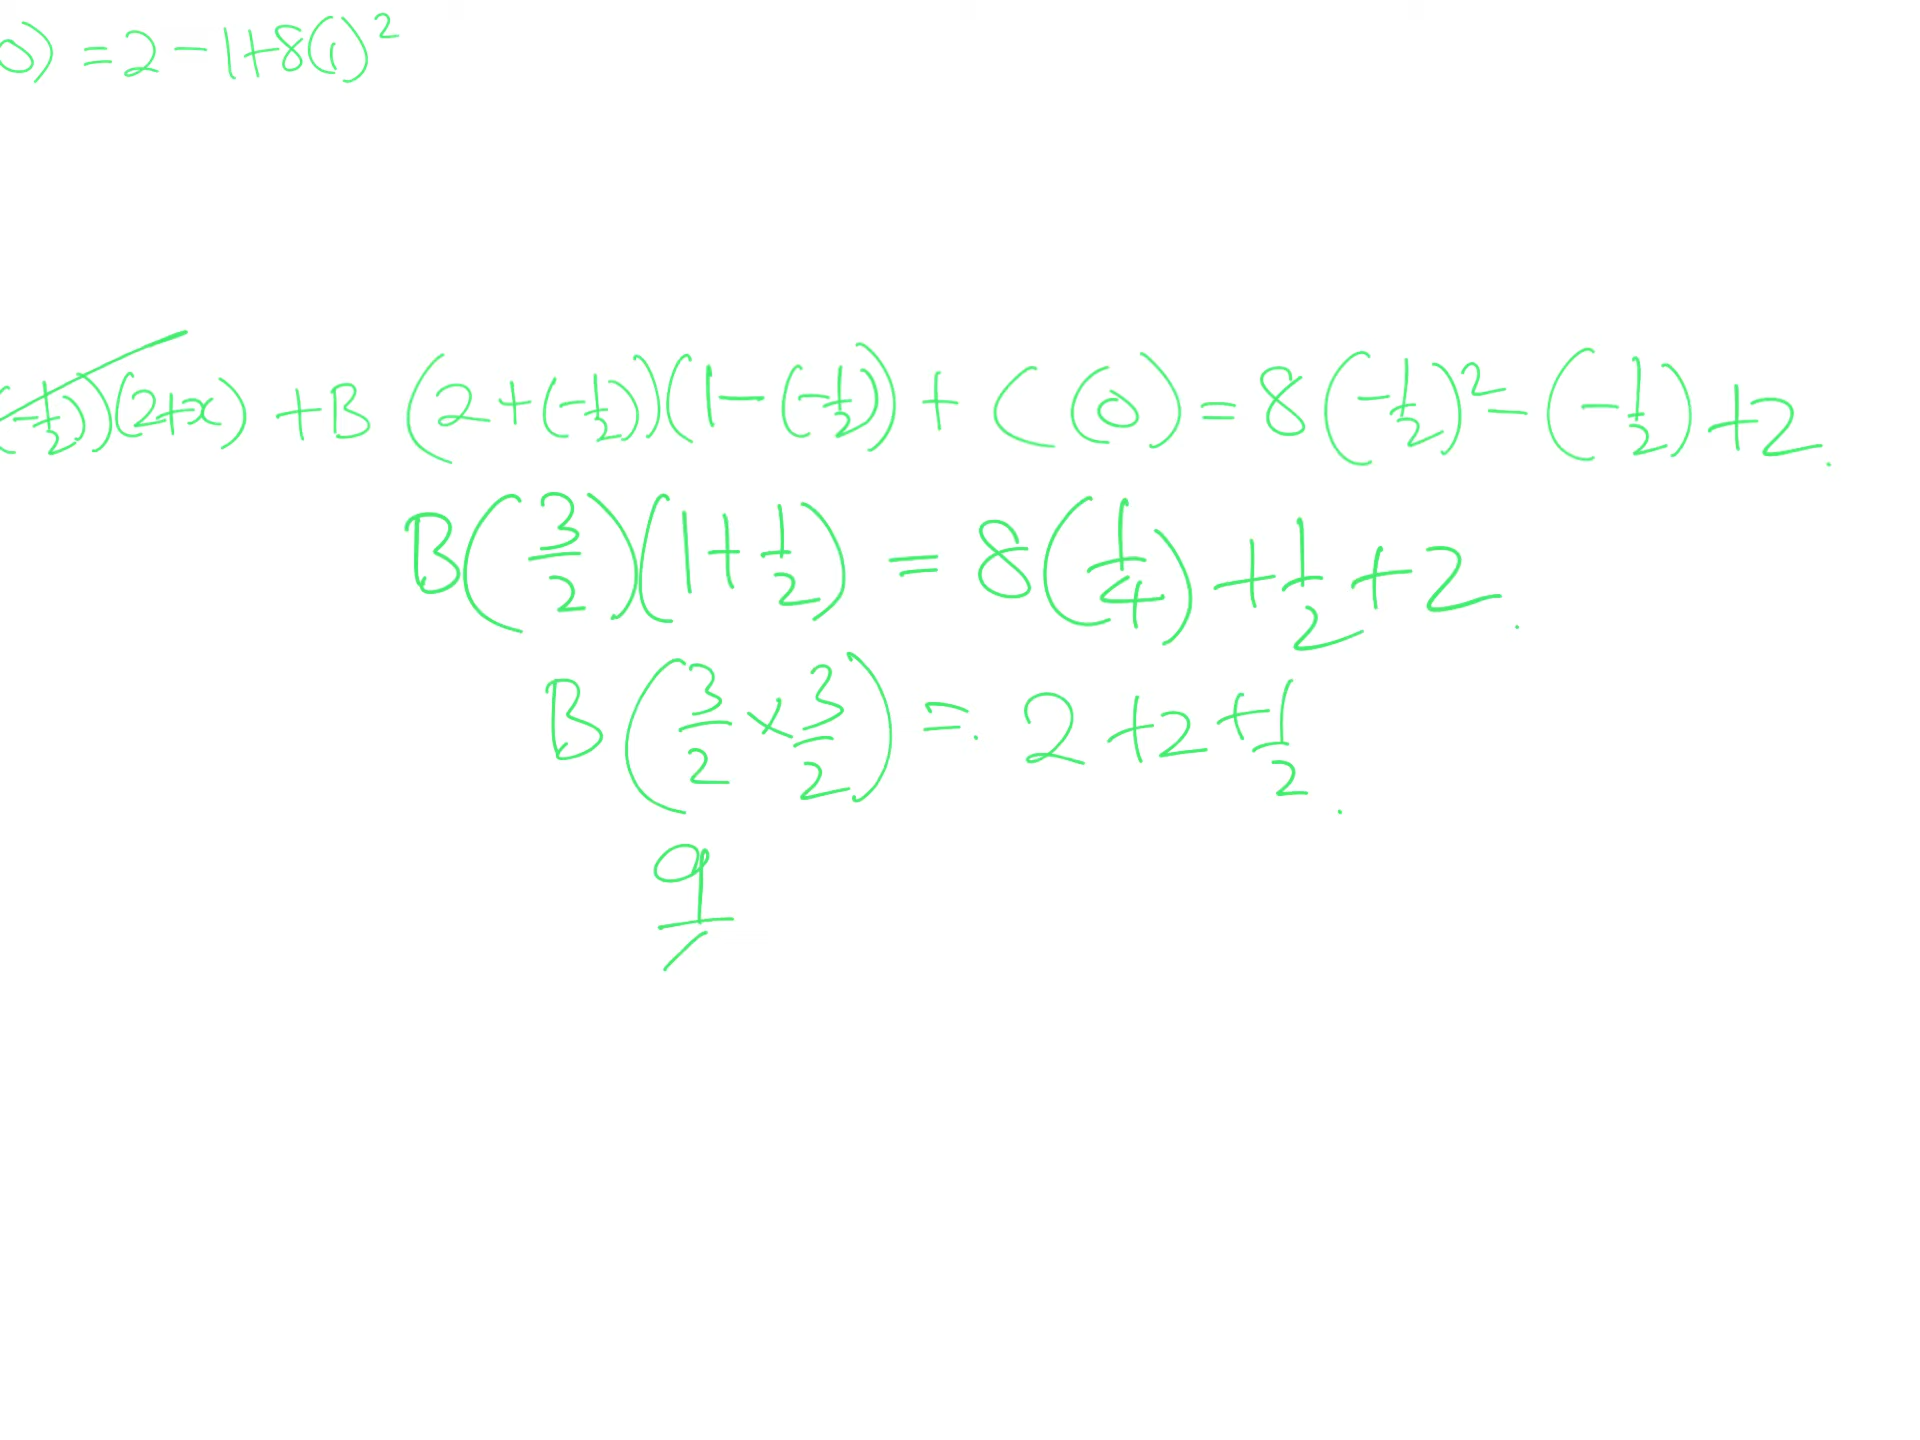 0) = 2 - 1 + 8(1)²
(-1/2)(2+x) + B(2+(-1/2))(1-(-1/2)) + C(0) = 8(-1/2)² - (-1/2) + 2.
B(3/2)(1+1/2) = 8(1/4) + 1/2 + 2.
B(3/2 × 3/2) = 2 + 2 + 1/2.
9/